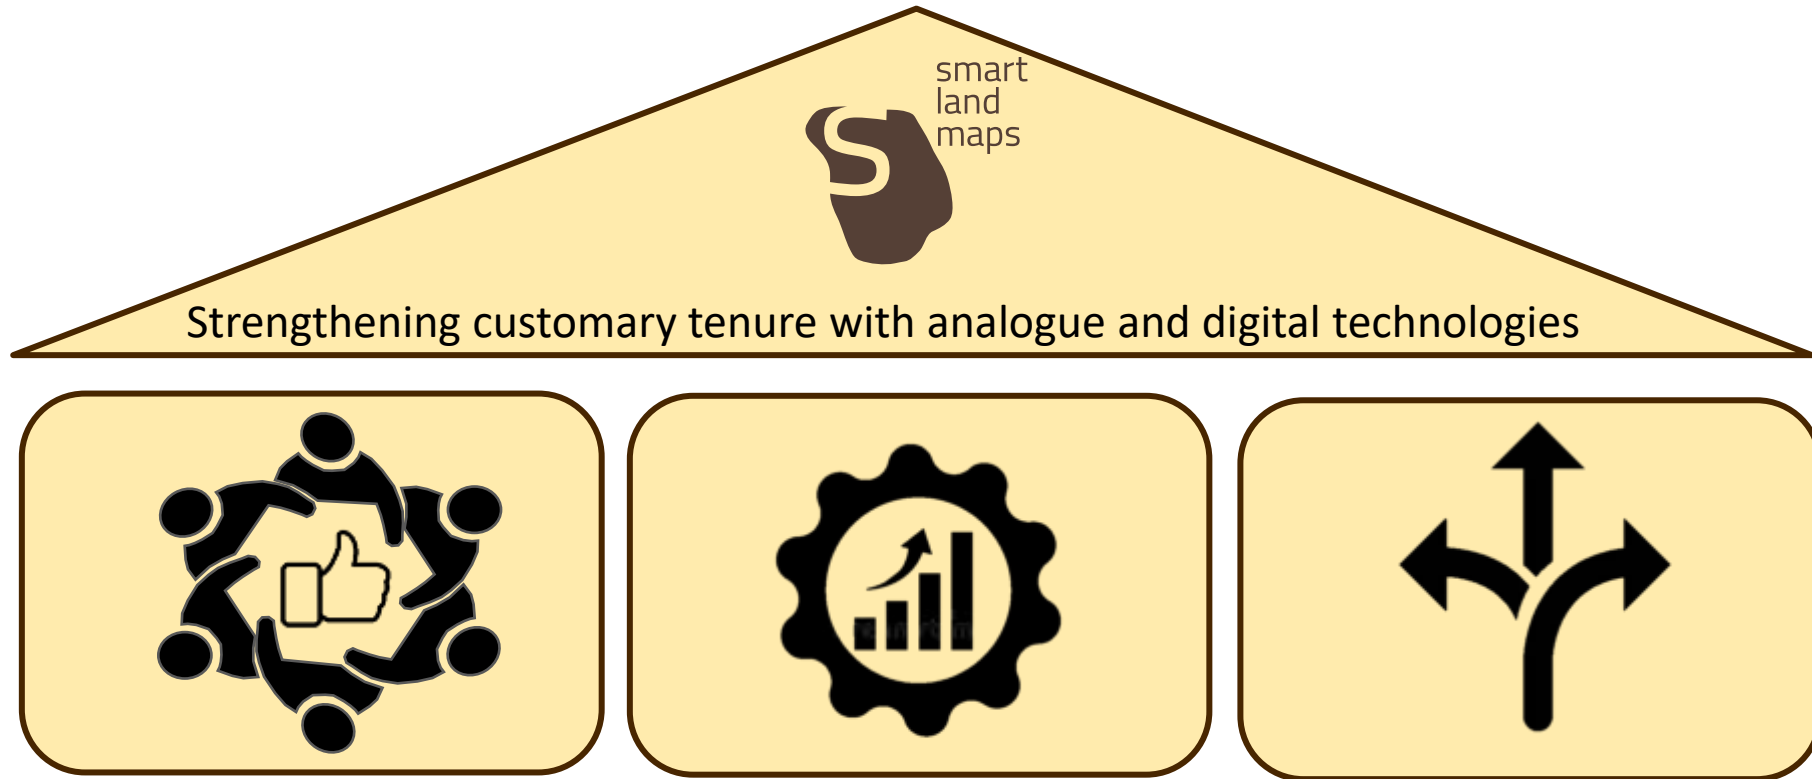 smart
land
maps
Strengthening customary tenure with analogue and digital technologies